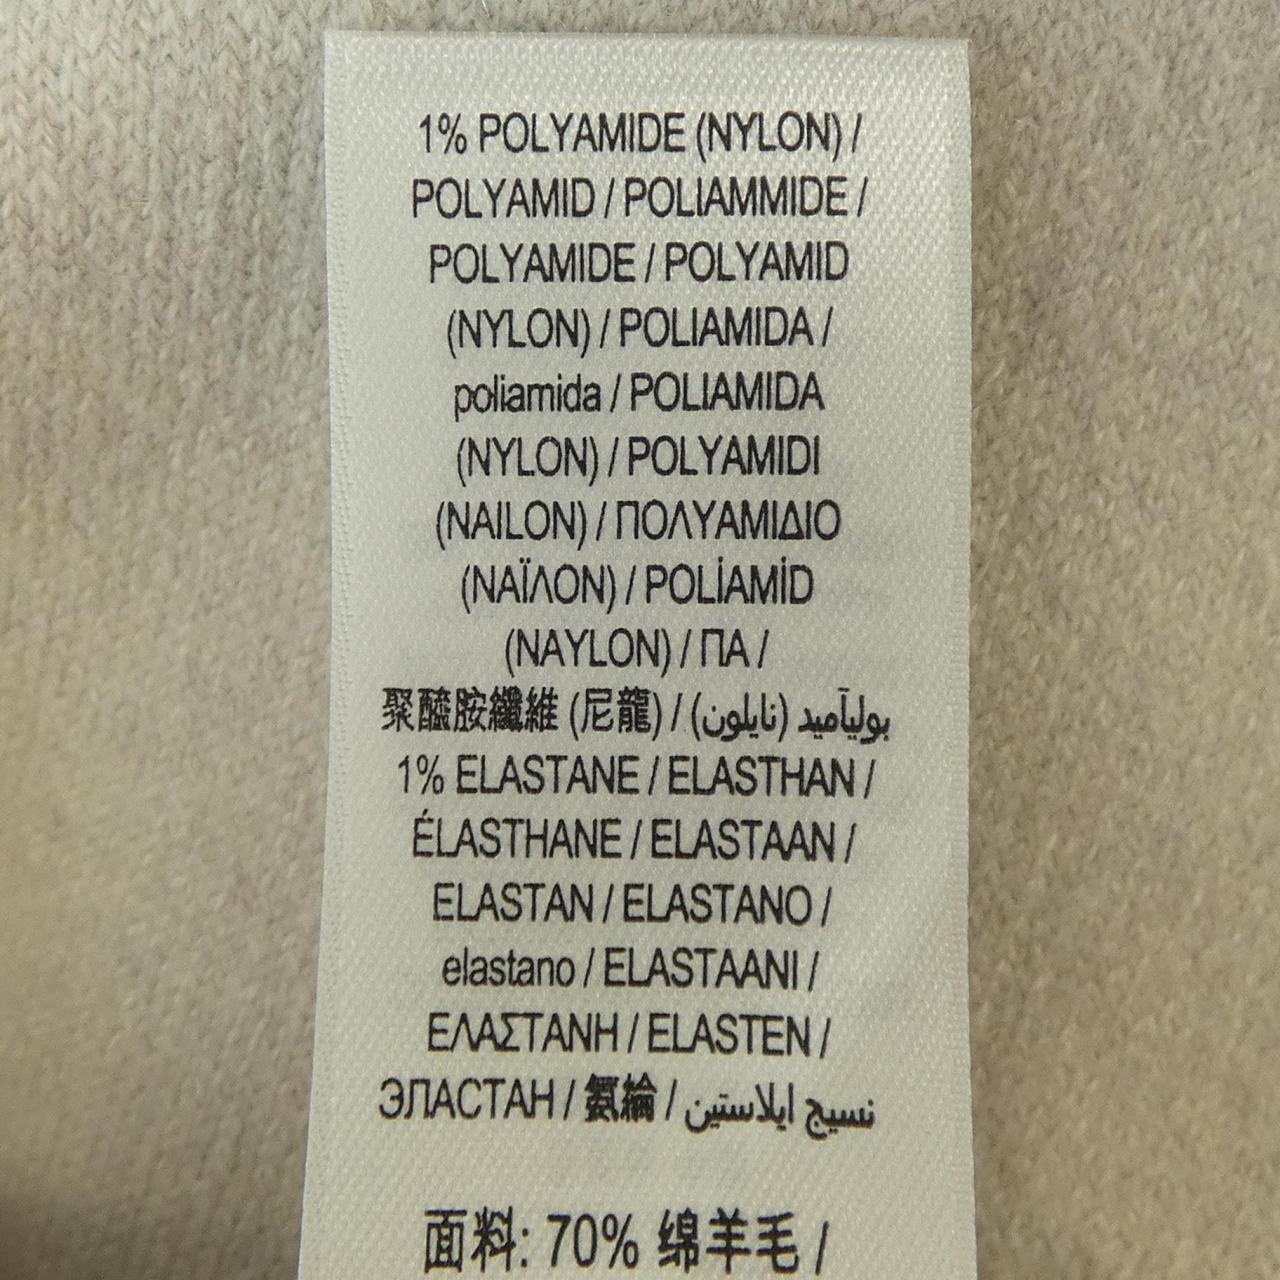 1% POLYAMIDE (NYLON) /
POLYAMID / POLIAMMIDE /
POLYAMIDE / POLYAMID
(NYLON) / POLIAMIDA /
poliamida / POLIAMIDA
(NYLON) / POLYAMIDI
(NAILON) / ΠΟΛΥΑΜΙΔΙΟ
(ΝΑΪΛΟΝ) / POLİAMİD
(NAYLON) / ПА /
聚醯胺纖維 (尼龍) / بوليآميد (نايلون)
1% ELASTANE / ELASTHAN /
ÉLASTHANE / ELASTAAN /
ELASTAN / ELASTANO /
elastano / ELASTAANI /
ΕΛΑΣΤΑΝΗ / ELASTEN /
ЭЛАСТАН / 氨綸 / نسيج ايلاستين
面料: 70% 绵羊毛 /